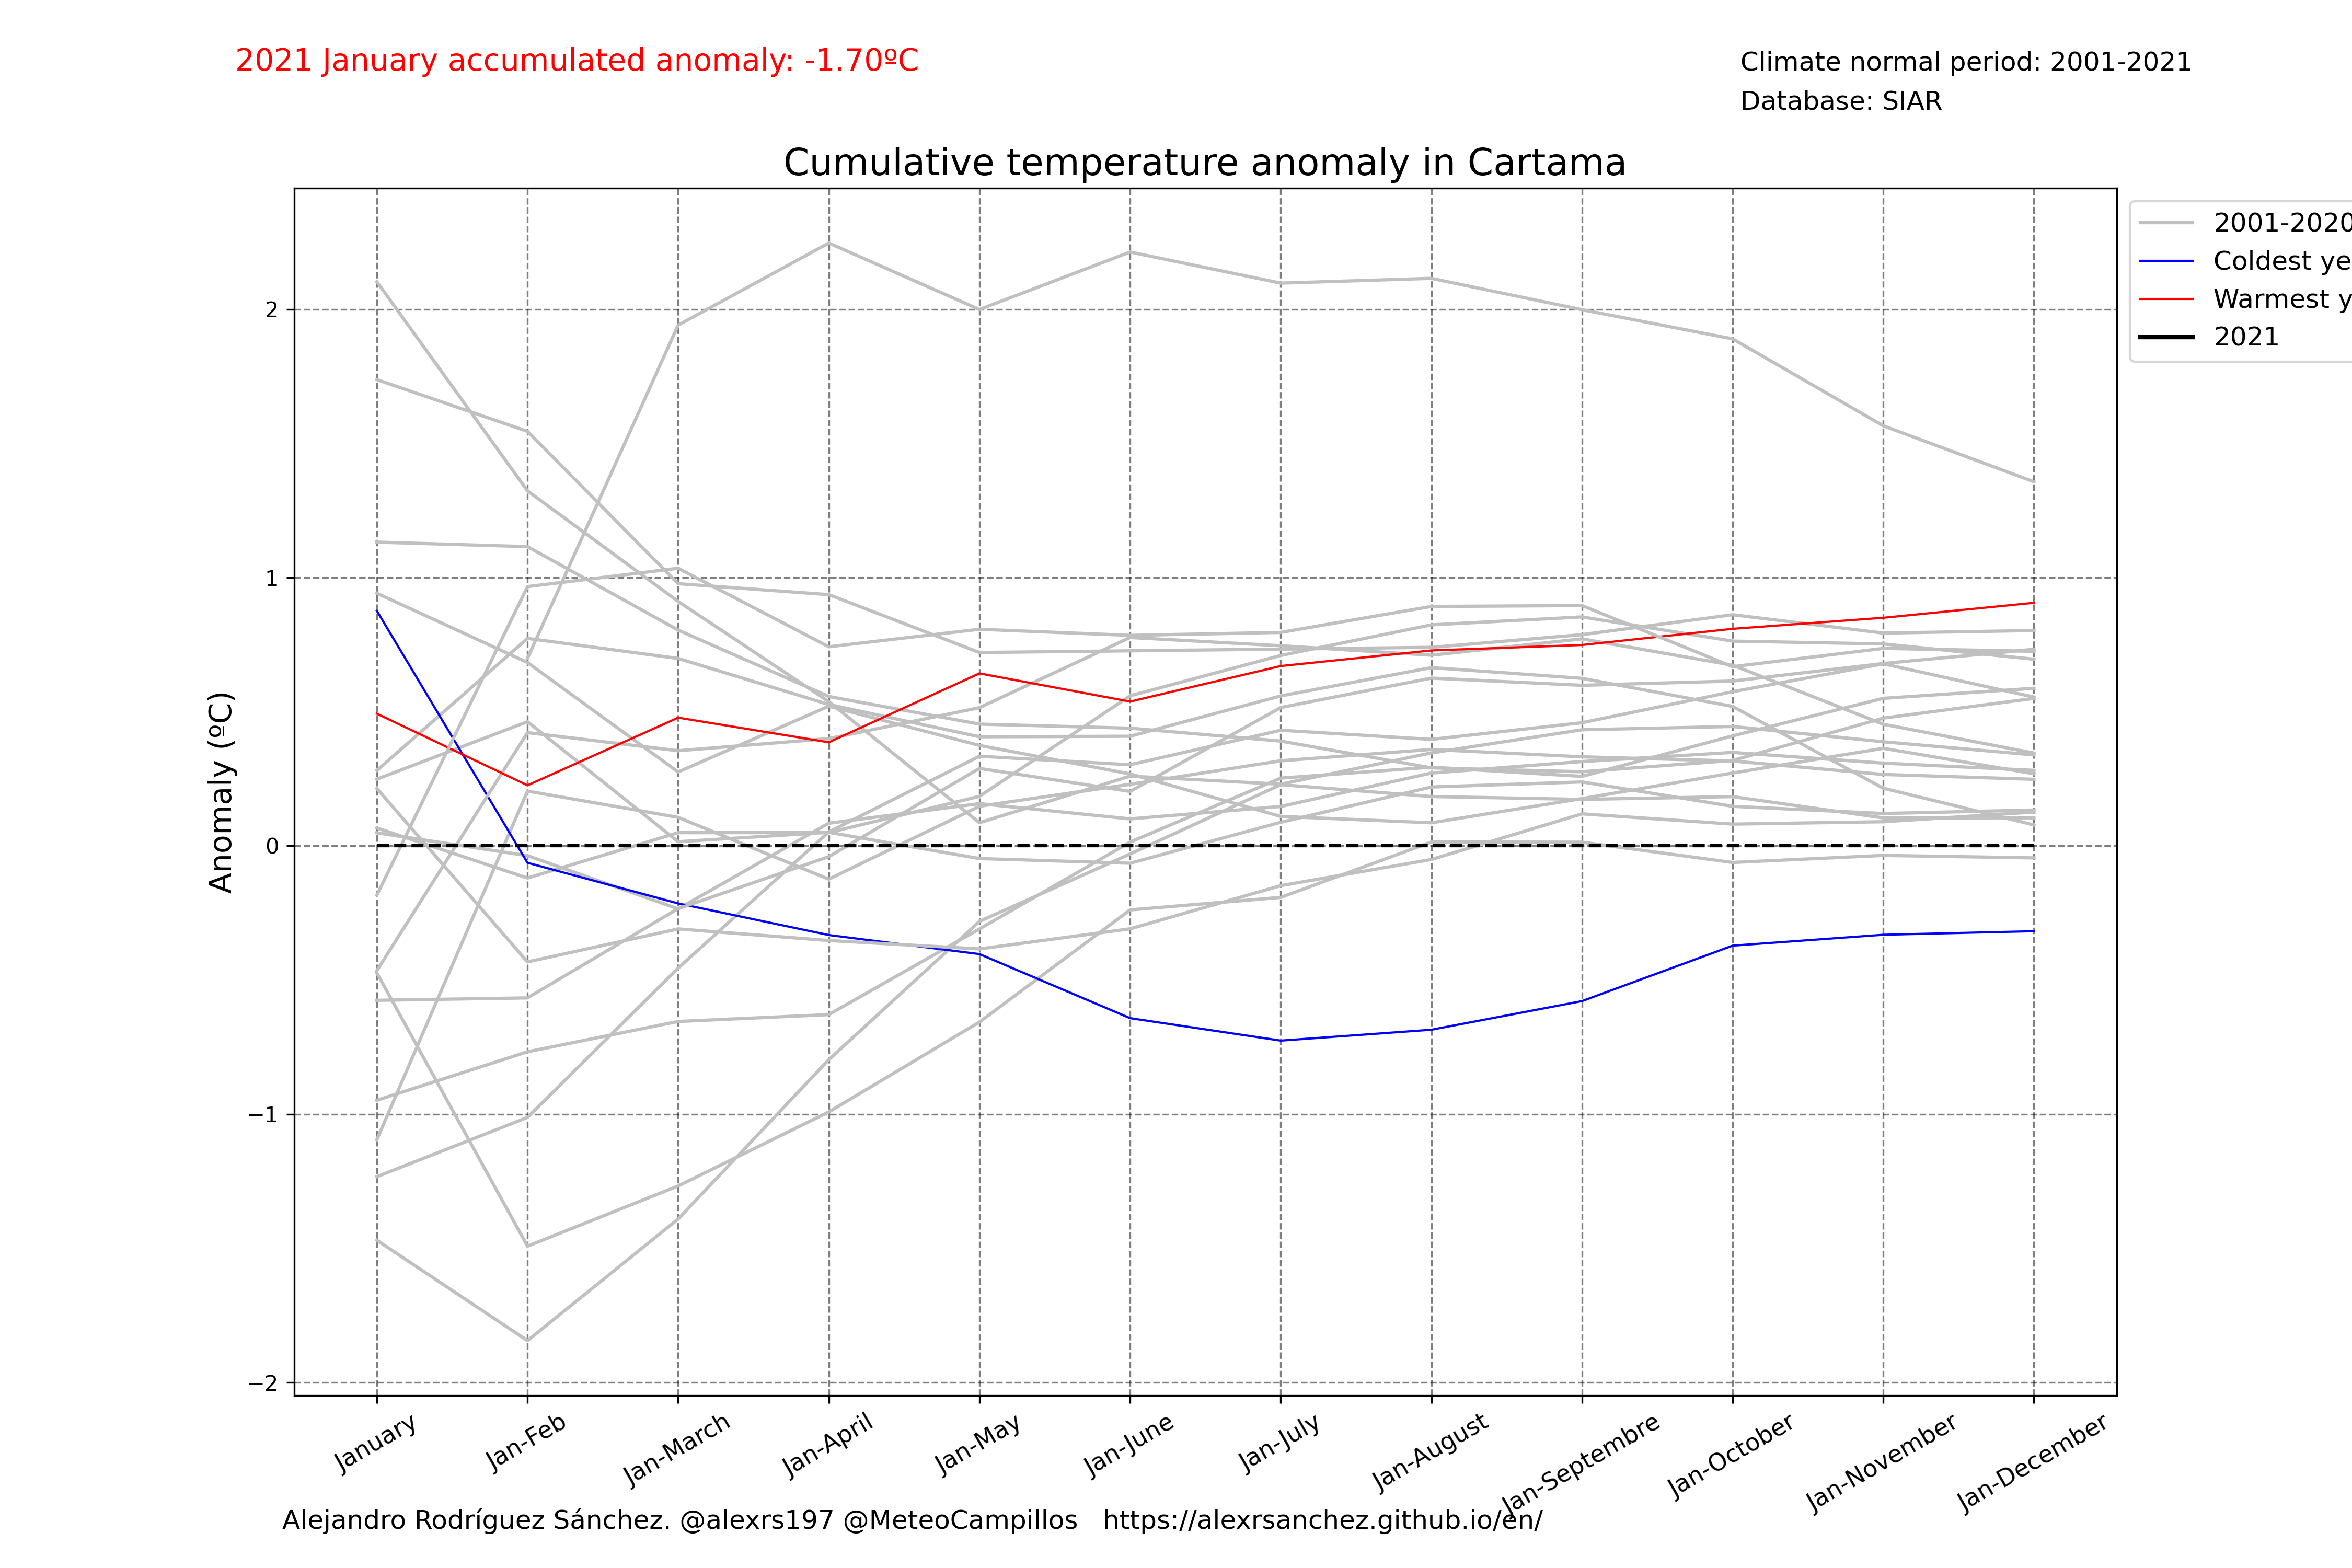 2021 January accumulated anomaly: -1.70ºC
Climate normal period: 2001-2021
Database: SIAR
Cumulative temperature anomaly in Cartama
2001-2020
Coldest
Warmest
2021
Anomaly (ºC)
2
1
0
−1
−2
January
Jan-Feb
Jan-March
Jan-April
Jan-May
Jan-June
Jan-July
Jan-August
Jan-Septembre
Jan-October
Jan-November
Jan-December
Alejandro Rodríguez Sánchez. @alexrs197 @MeteoCampillos https://alexrsanchez.github.io/en/